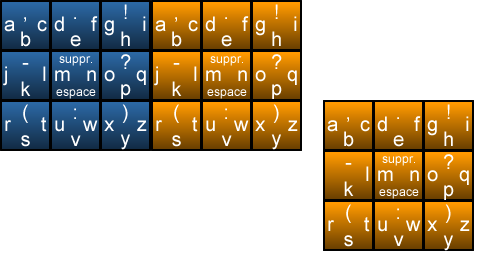 a , c d . f g ! i a , c d . f g ! i
b e h b e h
- suppr. ? - suppr. ?
j l m n o q j l m n o q
k espace p k espace p
r ( t u : w x ) z r ( t u : w x ) z
s v y s v y
a , c d . f g ! i
b e h
- suppr. ?
l m n o q
k espace p
r ( t u : w x ) z
s v y